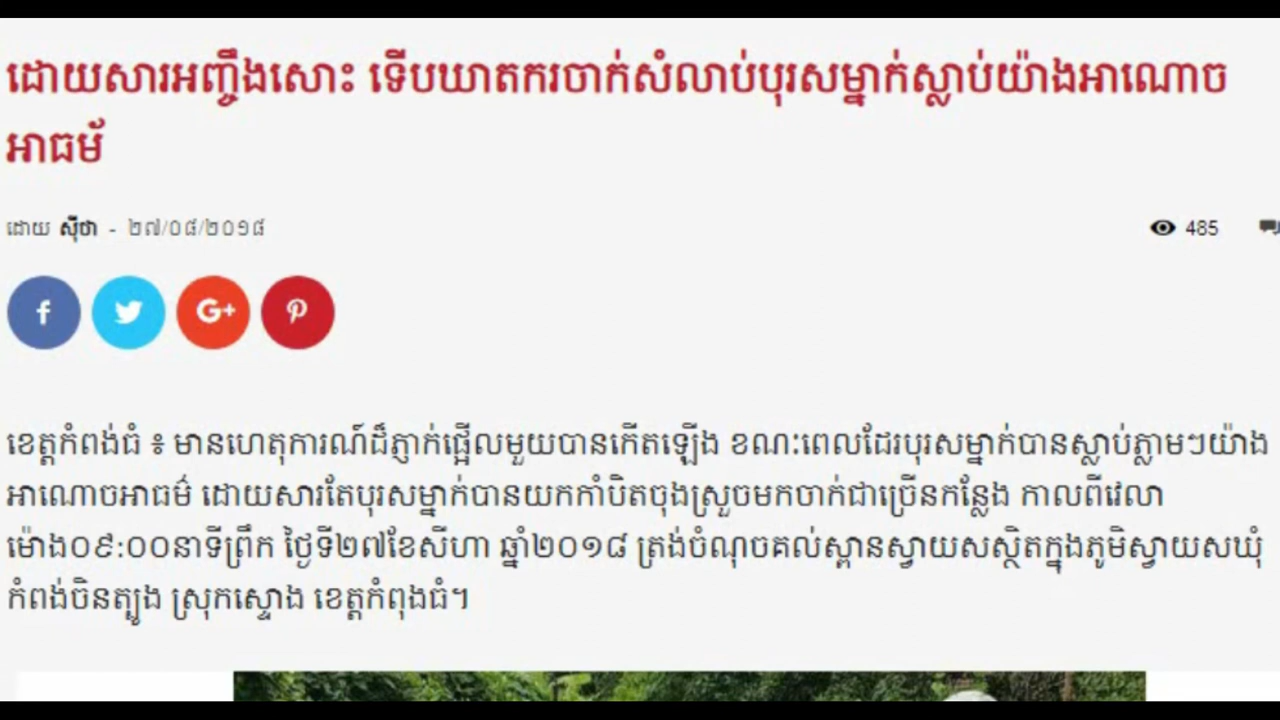 ដោយសារអញ្ចឹងសោះ ទើបឃាតករចាក់សំលាប់បុរសម្នាក់ស្លាប់យ៉ាងអាណោច
អាធម័
ដោយ ស៊ីថា - ២៧/០៨/២០១៨
485
ខេត្តកំពង់ធំ ៖ មានហេតុការណ៍ដ៏ភ្ញាក់ផ្អើលមួយបានកើតឡើង ខណ:ពេលដែរបុរសម្នាក់បានស្លាប់ភ្លាមៗយ៉ាង
អាណោចអាធម៌ ដោយសារតែបុរសម្នាក់បានយកកាំបិតចុងស្រួចមកចាក់ជាច្រើនកន្លែង កាលពីវេលា
ម៉ោង០៩:០០នាទីព្រឹក ថ្ងៃទី២៧ខែសីហា ឆ្នាំ២០១៨ ត្រង់ចំណុចគល់ស្ពានស្វាយសស្ថិតក្នុងភូមិស្វាយសឃុំ
កំពង់ចិនត្បូង ស្រុកស្ទោង ខេត្តកំពុងធំ។